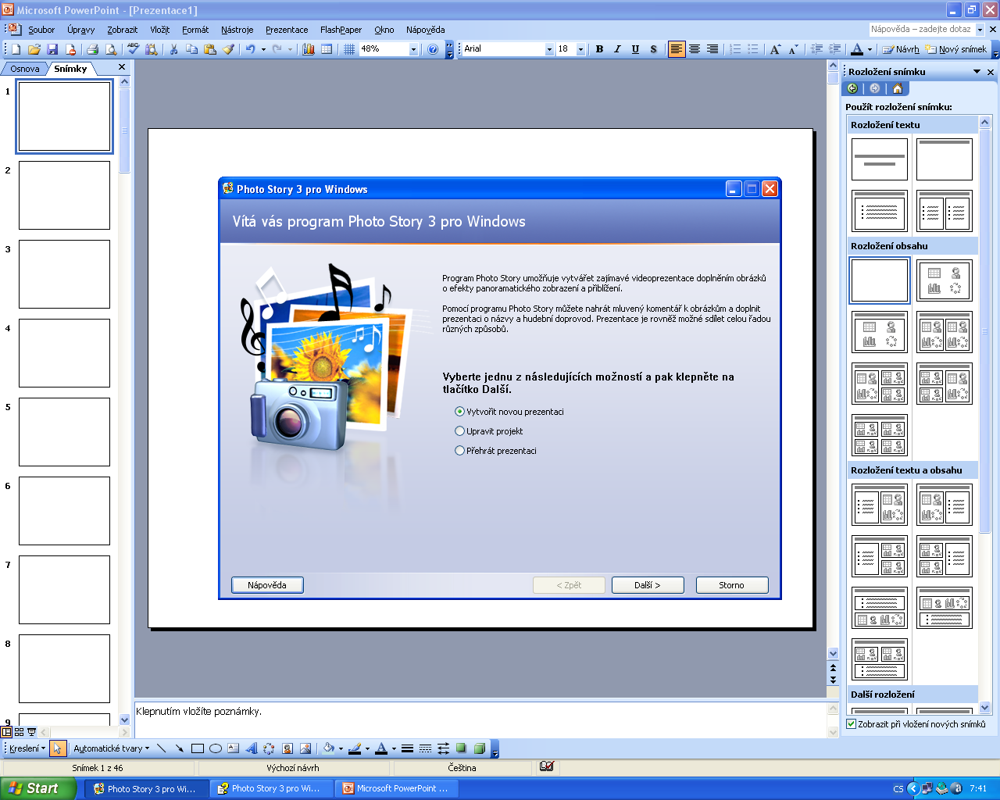 Microsoft PowerPoint - [Prezentace1]
Soubor Úpravy Zobrazit Vložit Formát Nástroje Prezentace FlashPaper Okno Nápověda
Nápověda – zadejte dotaz
48% Arial 18 B I U S A A A Návrh Nový snímek
Osnova Snímky
1
2
3
4
5
6
7
8
9
Photo Story 3 pro Windows
Vítá vás program Photo Story 3 pro Windows
Program Photo Story umožňuje vytvářet zajímavé videoprezentace doplněním obrázků
o efekty panoramatického zobrazení a přiblížení.
Pomocí programu Photo Story můžete nahrát mluvený komentář k obrázkům a doplnit
prezentaci o názvy a hudební doprovod. Prezentace je rovněž možné sdílet celou řadou
různých způsobů.
Vyberte jednu z následujících možností a pak klepněte na
tlačítko Další.
Vytvořit novou prezentaci
Upravit projekt
Přehrát prezentaci
Nápověda < Zpět Další > Storno
Rozložení snímku
Použít rozložení snímku:
Rozložení textu
Rozložení obsahu
Rozložení textu a obsahu
Další rozložení
Zobrazit při vložení nových snímků
Klepnutím vložíte poznámky.
Kreslení Automatické tvary A A A
Snímek 1 z 46 Výchozí návrh Čeština
Start Photo Story 3 pro Wi... Photo Story 3 pro Wi... Microsoft PowerPoint ... CS 7:41